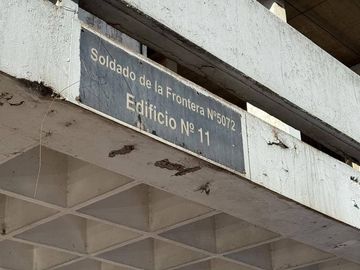 Soldado de la Frontera Nº5072
Edificio Nº 11